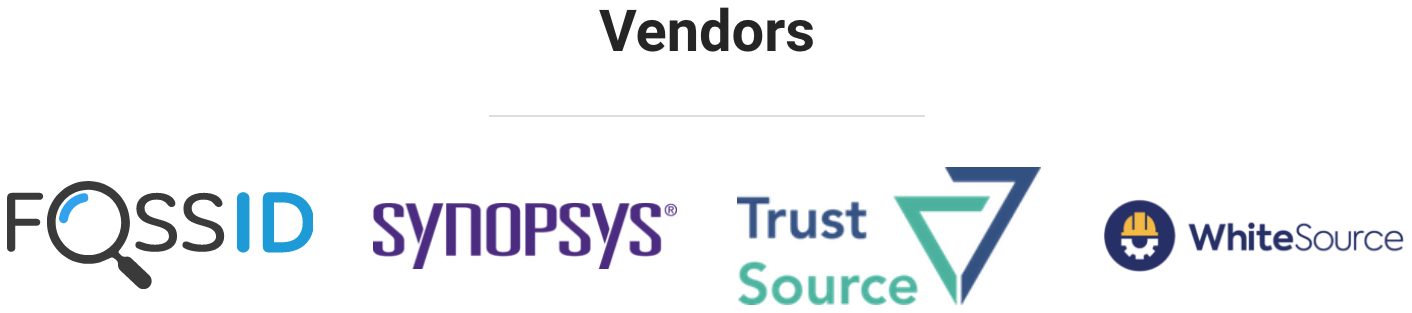 Vendors
FOSSID
SYNOPSYS®
Trust
Source
WhiteSource